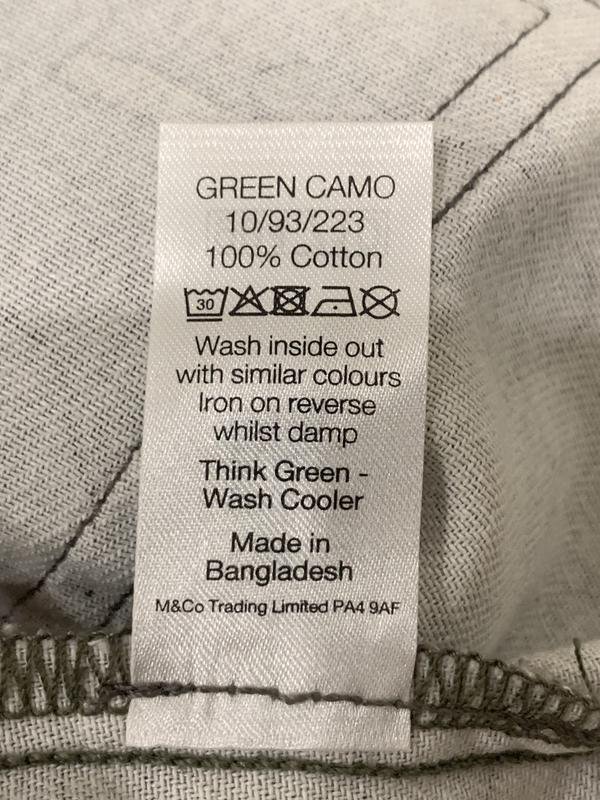 GREEN CAMO
10/93/223
100% Cotton
30
Wash inside out
with similar colours
Iron on reverse
whilst damp
Think Green -
Wash Cooler
Made in
Bangladesh
M&Co Trading Limited PA4 9AF